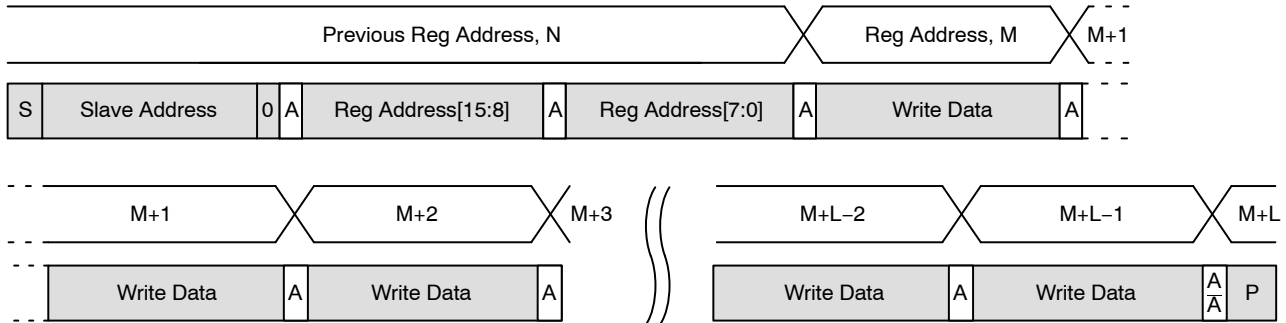 Previous Reg Address, N Reg Address, M M+1
S Slave Address 0 A Reg Address[15:8] A Reg Address[7:0] A Write Data A
M+1 M+2 M+3 M+L−2 M+L−1 M+L
Write Data A Write Data A Write Data A Write Data A/A̅ P